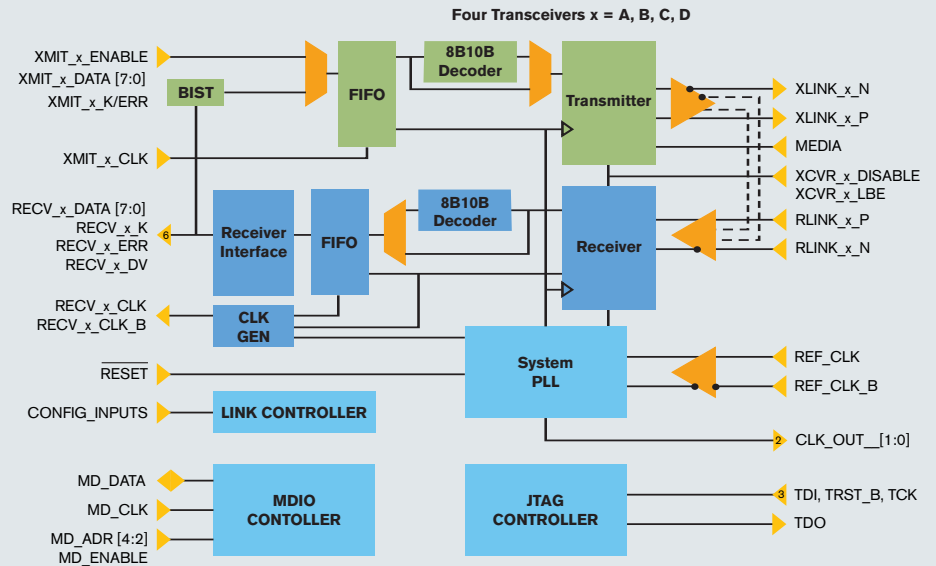 Four Transceivers x = A, B, C, D
XMIT_x_ENABLE
XMIT_x_DATA [7:0]
XMIT_x_K/ERR
BIST
FIFO
8B10B
Decoder
Transmitter
XLINK_x_N
XLINK_x_P
MEDIA
XMIT_x_CLK
XCVR_x_DISABLE
XCVR_x_LBE
RECV_x_DATA [7:0]
RECV_x_K
RECV_x_ERR
RECV_x_DV
6
Receiver
Interface
FIFO
8B10B
Decoder
Receiver
RLINK_x_P
RLINK_x_N
RECV_x_CLK
RECV_x_CLK_B
CLK
GEN
System
PLL
REF_CLK
REF_CLK_B
RESET
CONFIG_INPUTS
LINK CONTROLLER
2
CLK_OUT__[1:0]
MD_DATA
MD_CLK
MD_ADR [4:2]
MD_ENABLE
MDIO
CONTOLLER
JTAG
CONTROLLER
3
TDI, TRST_B, TCK
TDO